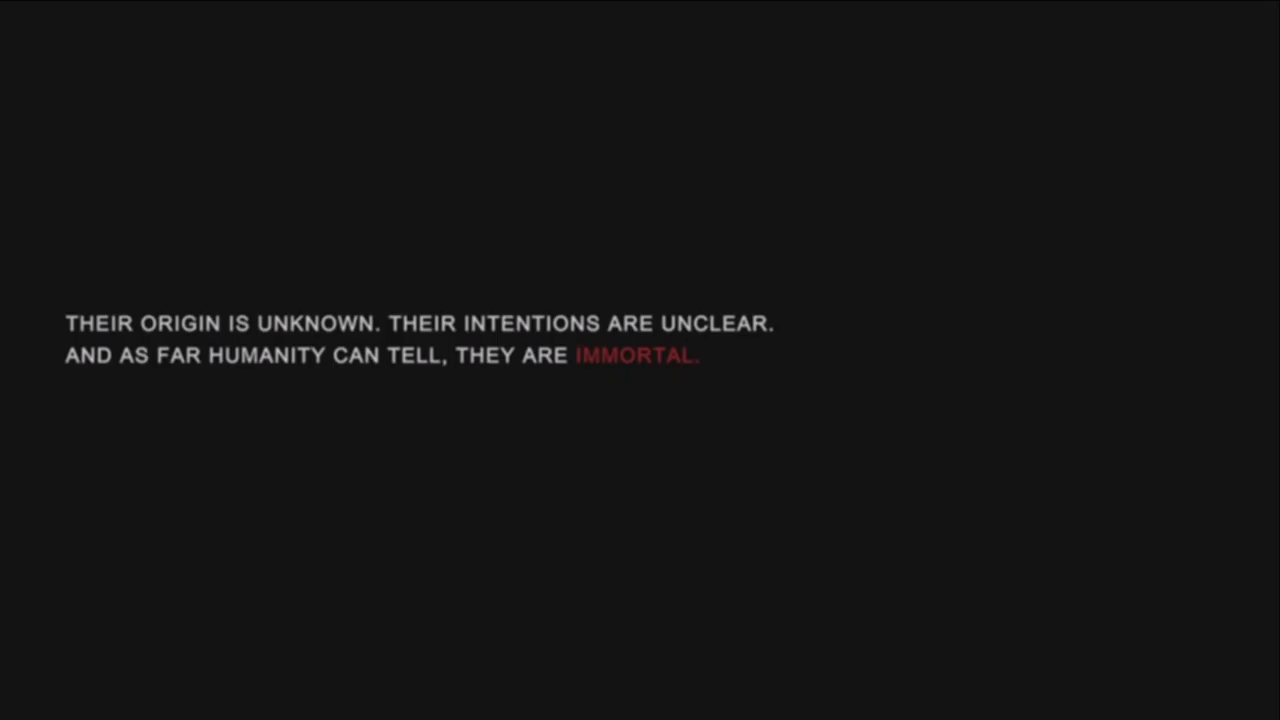 THEIR ORIGIN IS UNKNOWN. THEIR INTENTIONS ARE UNCLEAR.
AND AS FAR HUMANITY CAN TELL, THEY ARE IMMORTAL.